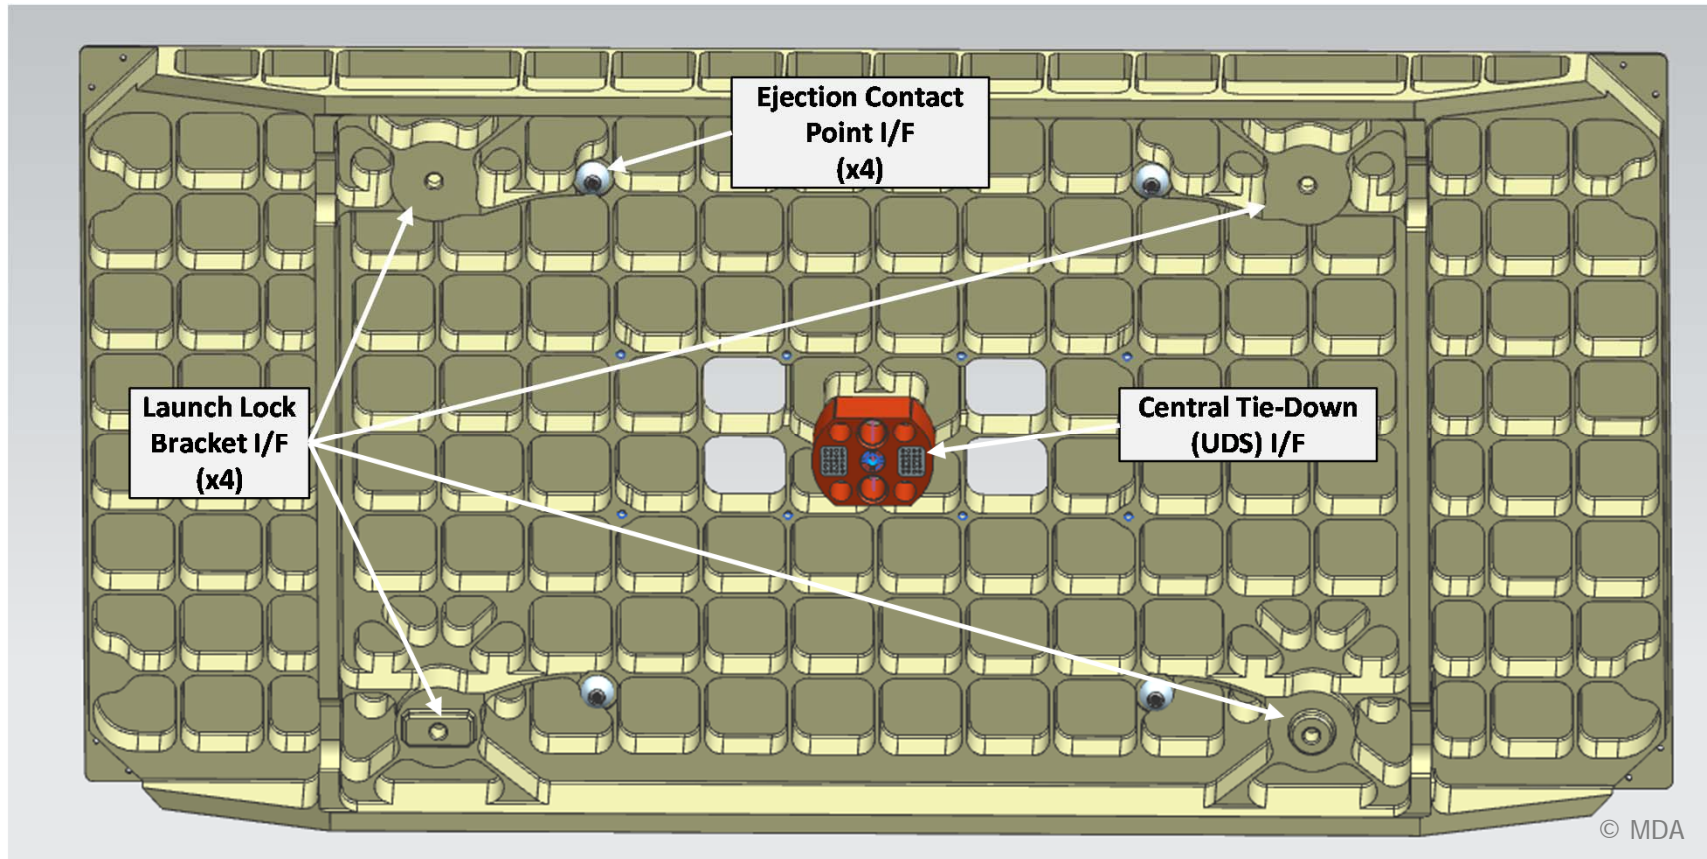 Ejection Contact
Point I/F
(x4)
Launch Lock
Bracket I/F
(x4)
Central Tie-Down
(UDS) I/F
© MDA